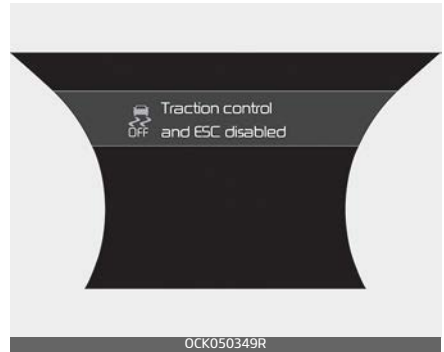 Traction control
OFF and ESC disabled
OCK050349R